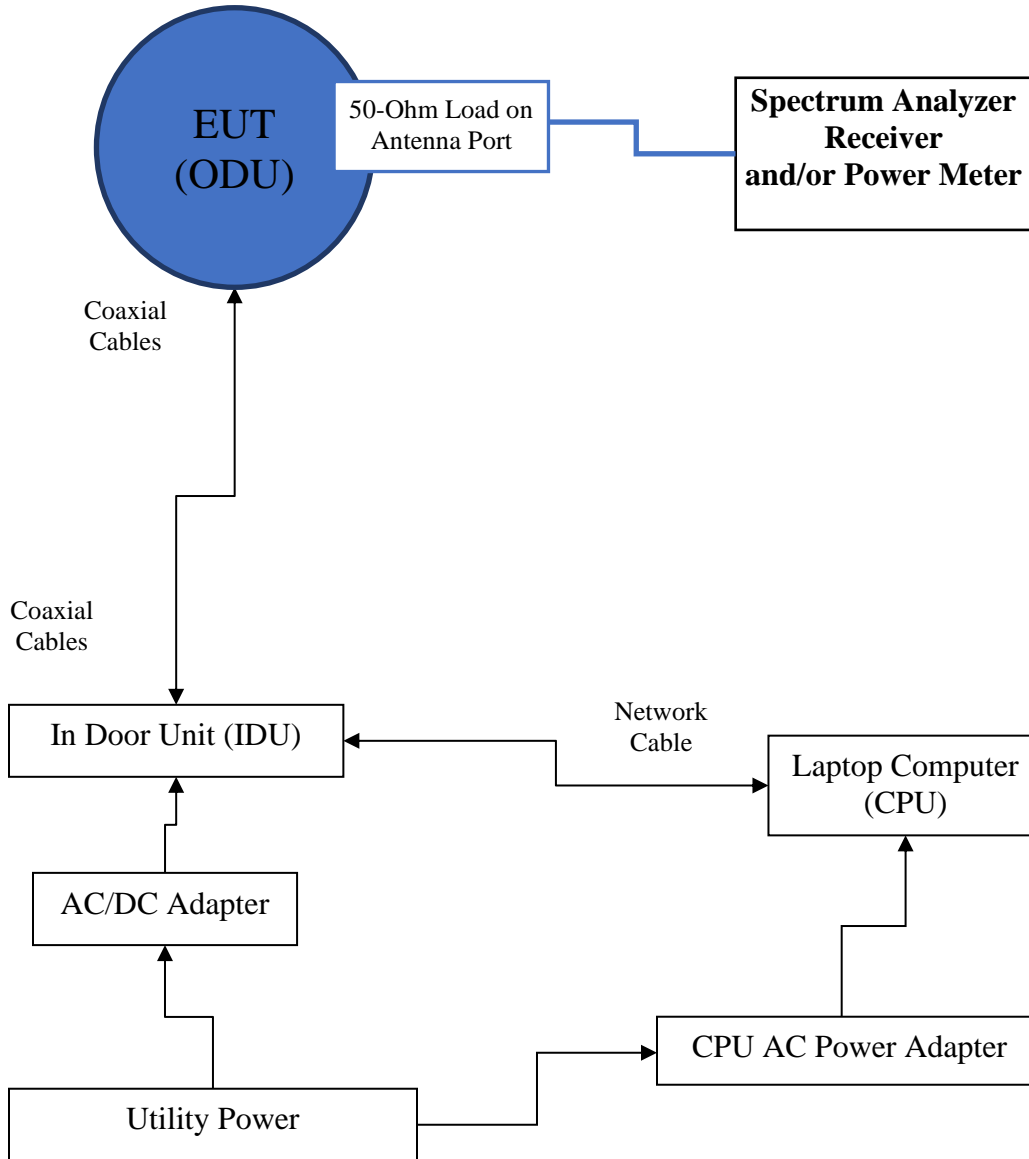 EUT
(ODU)
50-Ohm Load on
Antenna Port
Spectrum Analyzer
Receiver
and/or Power Meter
Coaxial
Cables
Coaxial
Cables
In Door Unit (IDU)
Network
Cable
Laptop Computer
(CPU)
AC/DC Adapter
CPU AC Power Adapter
Utility Power